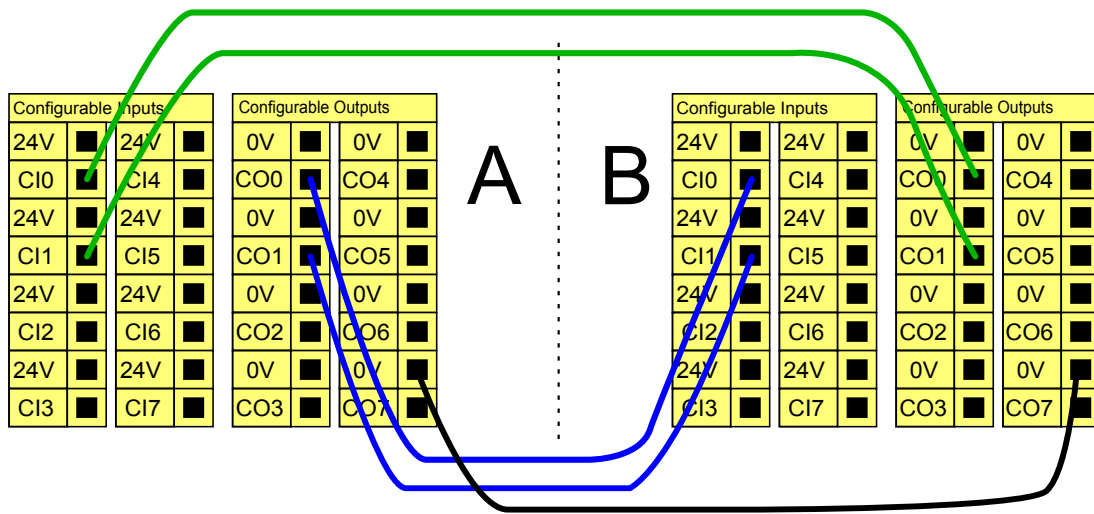 Configurable Inputs
24V 24V
CI0 CI4
24V 24V
CI1 CI5
24V 24V
CI2 CI6
24V 24V
CI3 CI7
Configurable Outputs
0V 0V
CO0 CO4
0V 0V
CO1 CO5
0V 0V
CO2 CO6
0V 0V
CO3 CO7
A
B
Configurable Inputs
24V 24V
CI0 CI4
24V 24V
CI1 CI5
24V 24V
CI2 CI6
24V 24V
CI3 CI7
Configurable Outputs
0V 0V
CO0 CO4
0V 0V
CO1 CO5
0V 0V
CO2 CO6
0V 0V
CO3 CO7